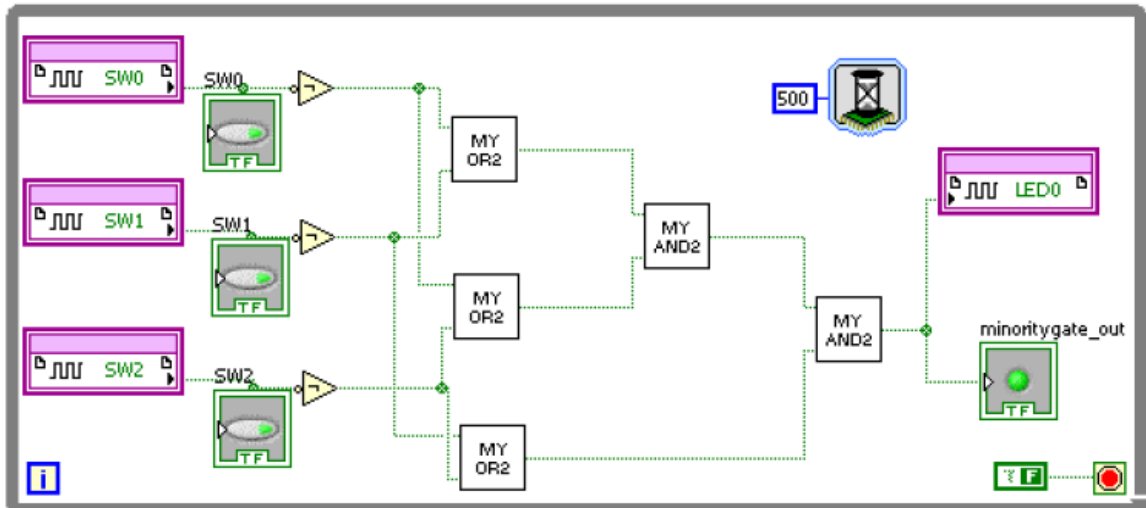 SW0
SW0
TF
500
MY
OR2
LED0
SW1
SW1
TF
MY
AND2
MY
OR2
MY
AND2
minoritygate_out
TF
SW2
SW2
TF
MY
OR2
i
F